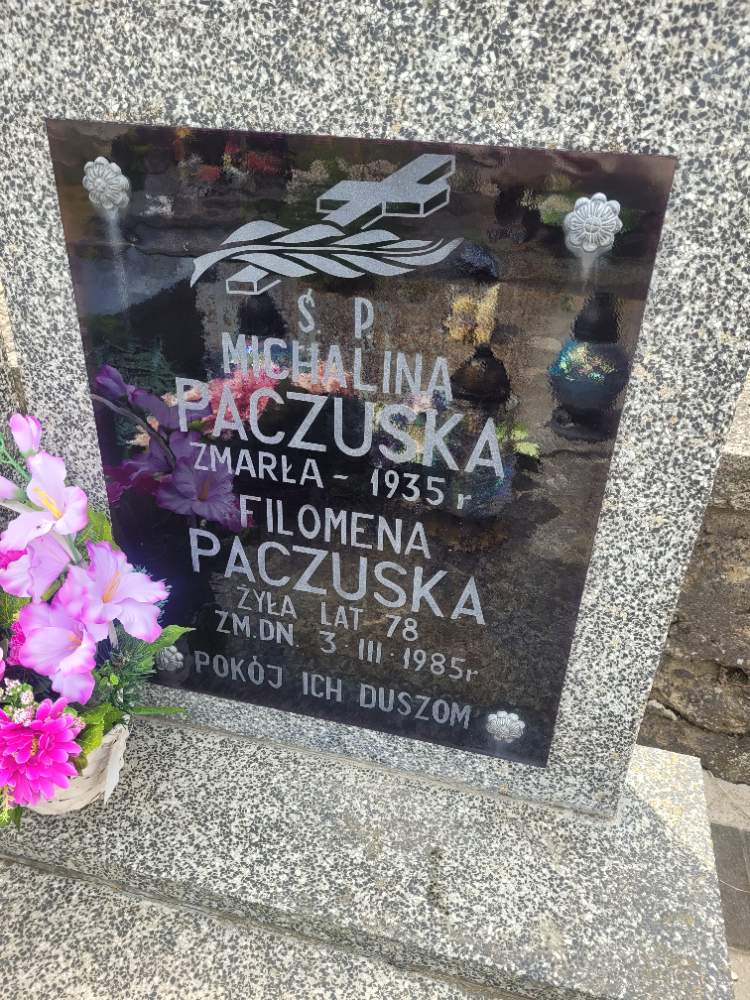 Ś P
MICHALINA
PACZUSKA
ZMARŁA - 1935 r
FILOMENA
PACZUSKA
ŻYŁA LAT 78
ZM.DN. 3 III 1985r
POKÓJ ICH DUSZOM